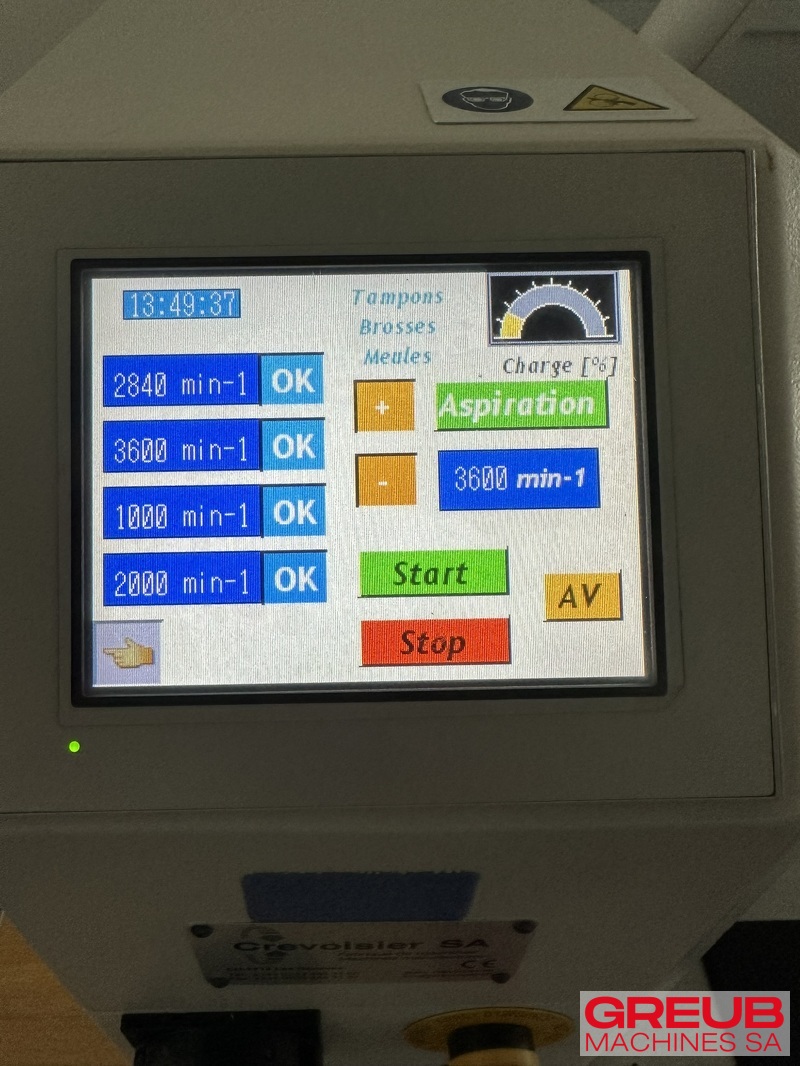 13:49:37
Tampons
Brosses
Meules
Charge [%]
2840 min-1 OK
+
Aspiration
3600 min-1 OK
-
3600 min-1
1000 min-1 OK
Start
AV
2000 min-1 OK
Stop
Crevoisier SA
CE
GREUB
MACHINES SA